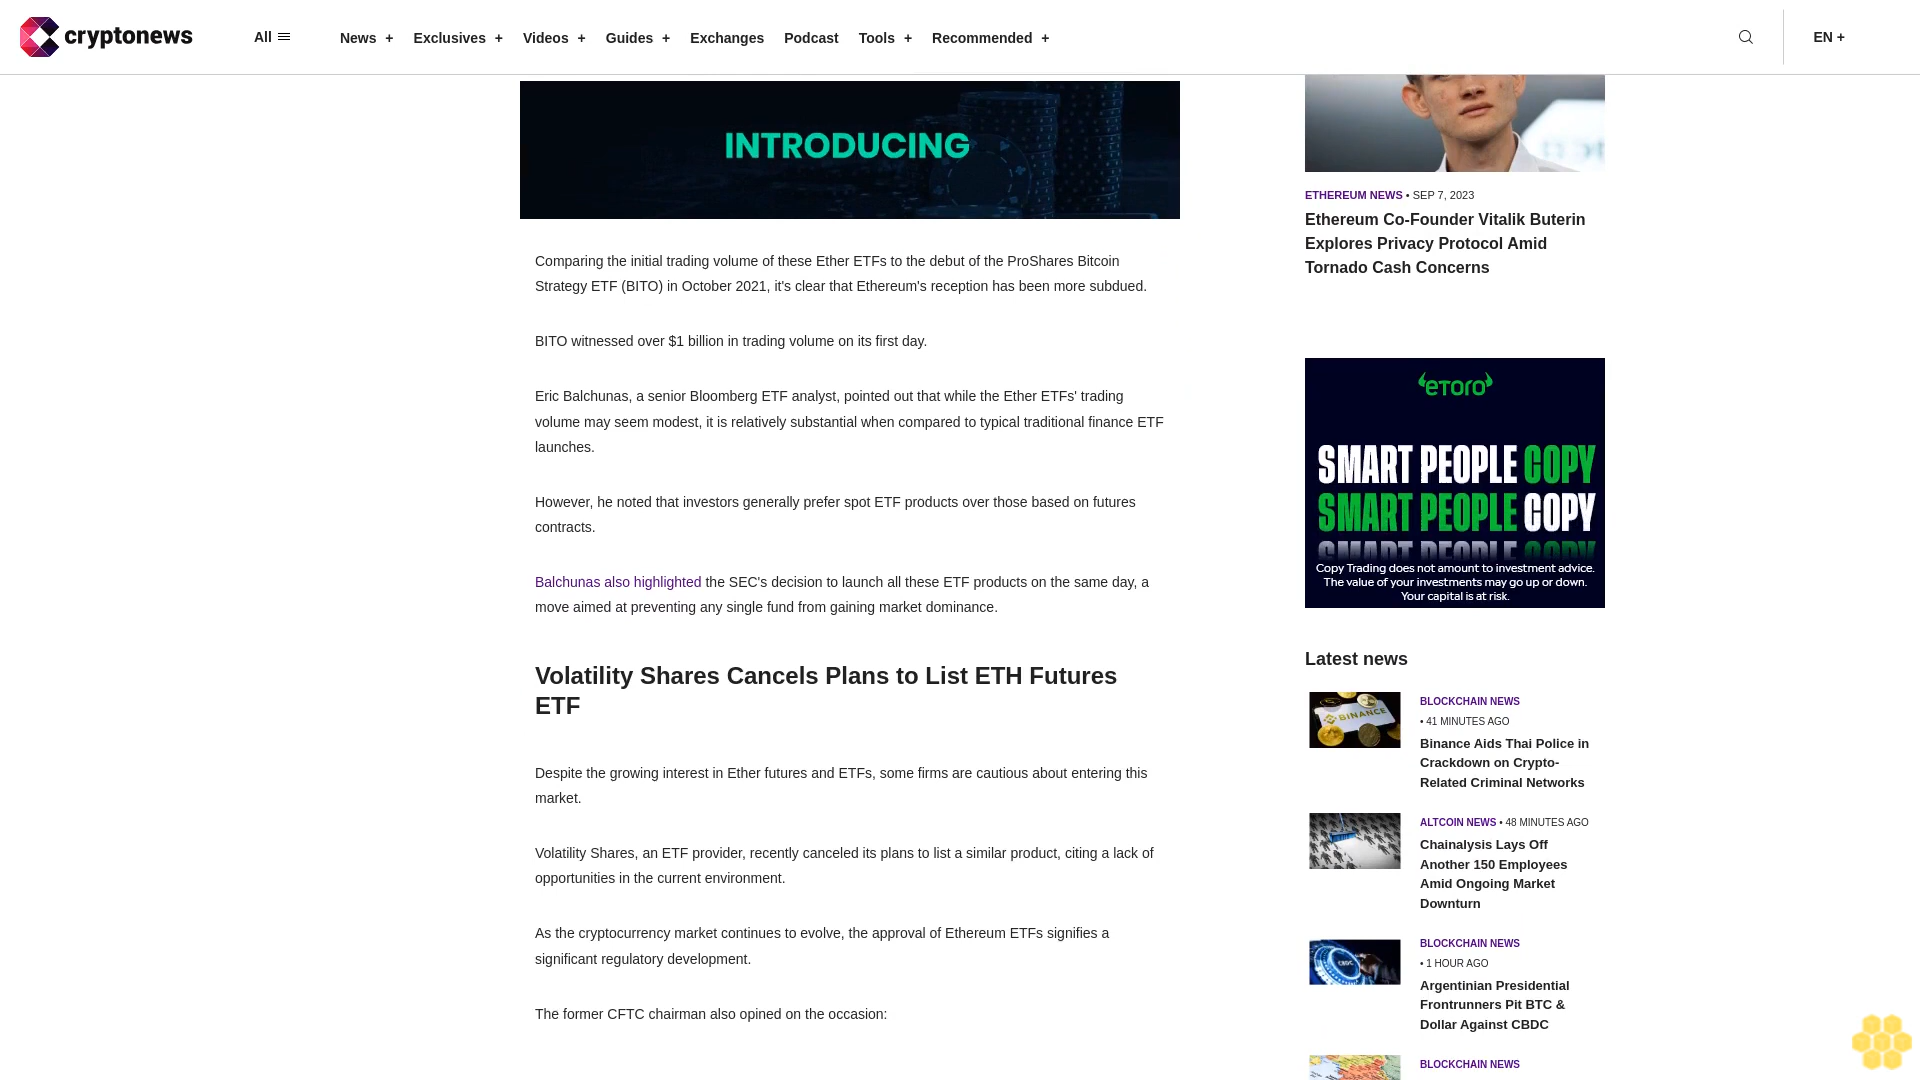 cryptonews
All
News +
Exclusives +
Videos +
Guides +
Exchanges
Podcast
Tools +
Recommended +
EN +
INTRODUCING
Comparing the initial trading volume of these Ether ETFs to the debut of the ProShares Bitcoin
Strategy ETF (BITO) in October 2021, it's clear that Ethereum's reception has been more subdued.
BITO witnessed over $1 billion in trading volume on its first day.
Eric Balchunas, a senior Bloomberg ETF analyst, pointed out that while the Ether ETFs' trading
volume may seem modest, it is relatively substantial when compared to typical traditional finance ETF
launches.
However, he noted that investors generally prefer spot ETF products over those based on futures
contracts.
Balchunas also highlighted the SEC's decision to launch all these ETF products on the same day, a
move aimed at preventing any single fund from gaining market dominance.
Volatility Shares Cancels Plans to List ETH Futures
ETF
Despite the growing interest in Ether futures and ETFs, some firms are cautious about entering this
market.
Volatility Shares, an ETF provider, recently canceled its plans to list a similar product, citing a lack of
opportunities in the current environment.
As the cryptocurrency market continues to evolve, the approval of Ethereum ETFs signifies a
significant regulatory development.
The former CFTC chairman also opined on the occasion:
ETHEREUM NEWS • SEP 7, 2023
Ethereum Co-Founder Vitalik Buterin
Explores Privacy Protocol Amid
Tornado Cash Concerns
eToro
SMART PEOPLE COPY
SMART PEOPLE COPY
SMART PEOPLE COPY
Copy Trading does not amount to investment advice.
The value of your investments may go up or down.
Your capital is at risk.
Latest news
BINANCE
BLOCKCHAIN NEWS
• 41 MINUTES AGO
Binance Aids Thai Police in
Crackdown on Crypto-
Related Criminal Networks
ALTCOIN NEWS • 48 MINUTES AGO
Chainalysis Lays Off
Another 150 Employees
Amid Ongoing Market
Downturn
CBDC
BLOCKCHAIN NEWS
• 1 HOUR AGO
Argentinian Presidential
Frontrunners Pit BTC &
Dollar Against CBDC
BLOCKCHAIN NEWS